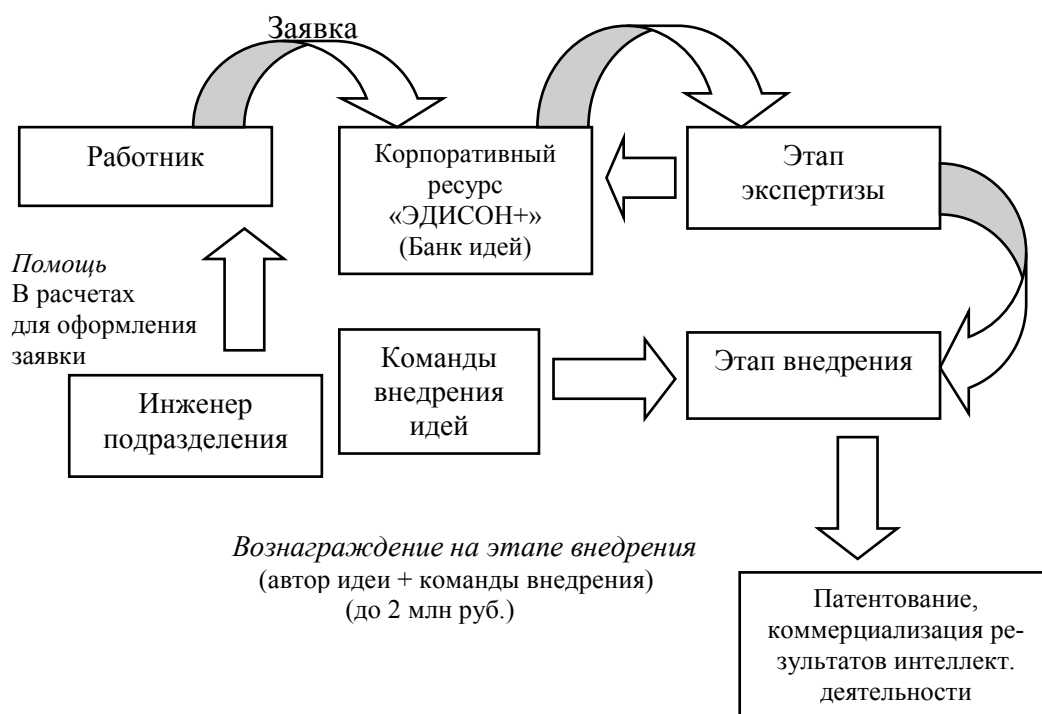 Заявка
Работник
Корпоративный
ресурс
«ЭДИСОН+»
(Банк идей)
Этап
экспертизы
Помощь
В расчетах
для оформления
заявки
Инженер
подразделения
Команды
внедрения
идей
Этап внедрения
Вознаграждение на этапе внедрения
(автор идеи + команды внедрения)
(до 2 млн руб.)
Патентование,
коммерциализация ре-
зультатов интеллект.
деятельности